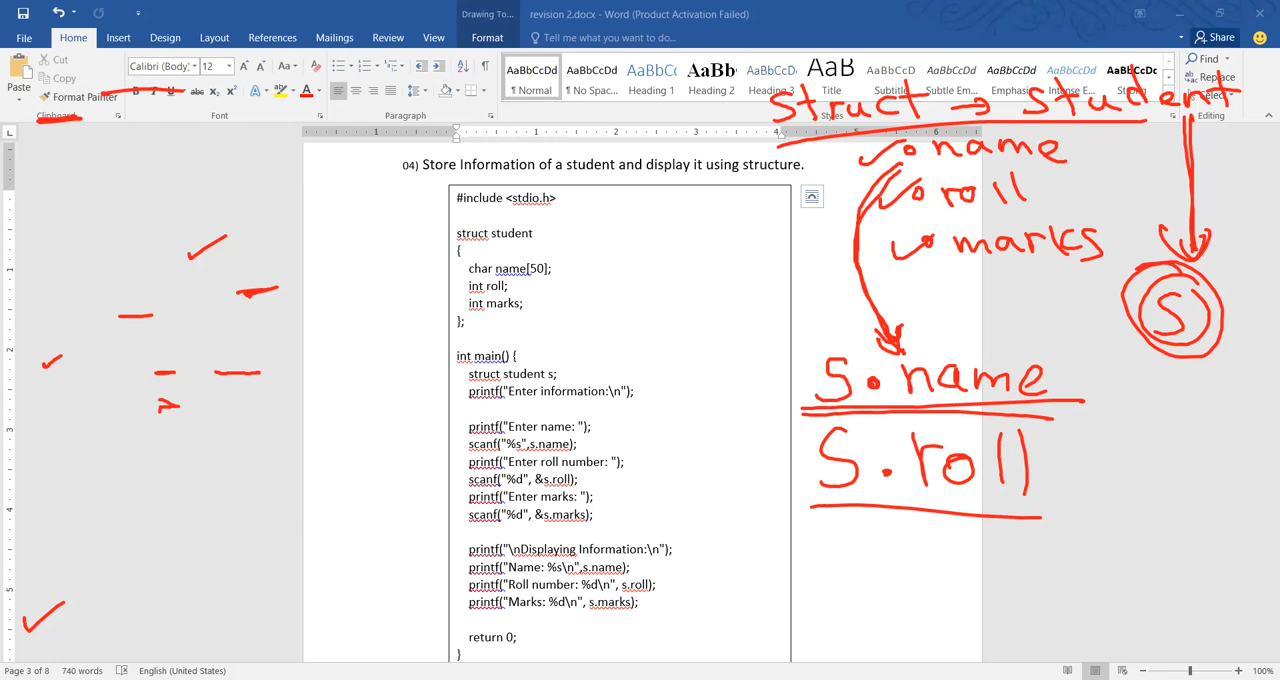 Drawing To...
revision 2.docx - Word (Product Activation Failed)
File
Home
Insert
Design
Layout
References
Mailings
Review
View
Format
Tell me what you want to do...
Share
Paste
Cut
Copy
Format Painter
Clipboard
Calibri (Body)
12
Font
Paragraph
AaBbCcDd
¶ Normal
AaBbCcDd
¶ No Spac...
AaBbCcD
Heading 1
AaBb
Heading 2
AaBbCcD
Heading 3
AaB
Title
AaBbCcD
Subtitle
AaBbCcDd
Subtle Em...
AaBbCcDd
Emphasis
AaBbCcDd
Intense E...
AaBbCcDc
Strong
Styles
Find
Replace
Select
Editing
struct → student
name
roll
marks
S
S.name
S.roll
04) Store Information of a student and display it using structure.
#include <stdio.h>
struct student
{
char name[50];
int roll;
int marks;
};
int main() {
struct student s;
printf("Enter information:\n");
printf("Enter name: ");
scanf("%s",s.name);
printf("Enter roll number: ");
scanf("%d", &s.roll);
printf("Enter marks: ");
scanf("%d", &s.marks);
printf("\nDisplaying Information:\n");
printf("Name: %s\n",s.name);
printf("Roll number: %d\n", s.roll);
printf("Marks: %d\n", s.marks);
return 0;
}
Page 3 of 8
740 words
English (United States)
100%